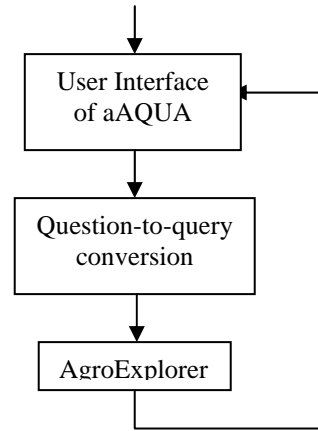 User Interface
of aAQUA
Question-to-query
conversion
AgroExplorer